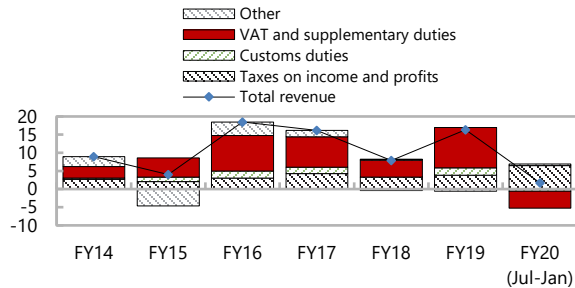 Other
VAT and supplementary duties
Customs duties
Taxes on income and profits
Total revenue
20
15
10
5
0
-5
-10
FY14 FY15 FY16 FY17 FY18 FY19 FY20
(Jul-Jan)